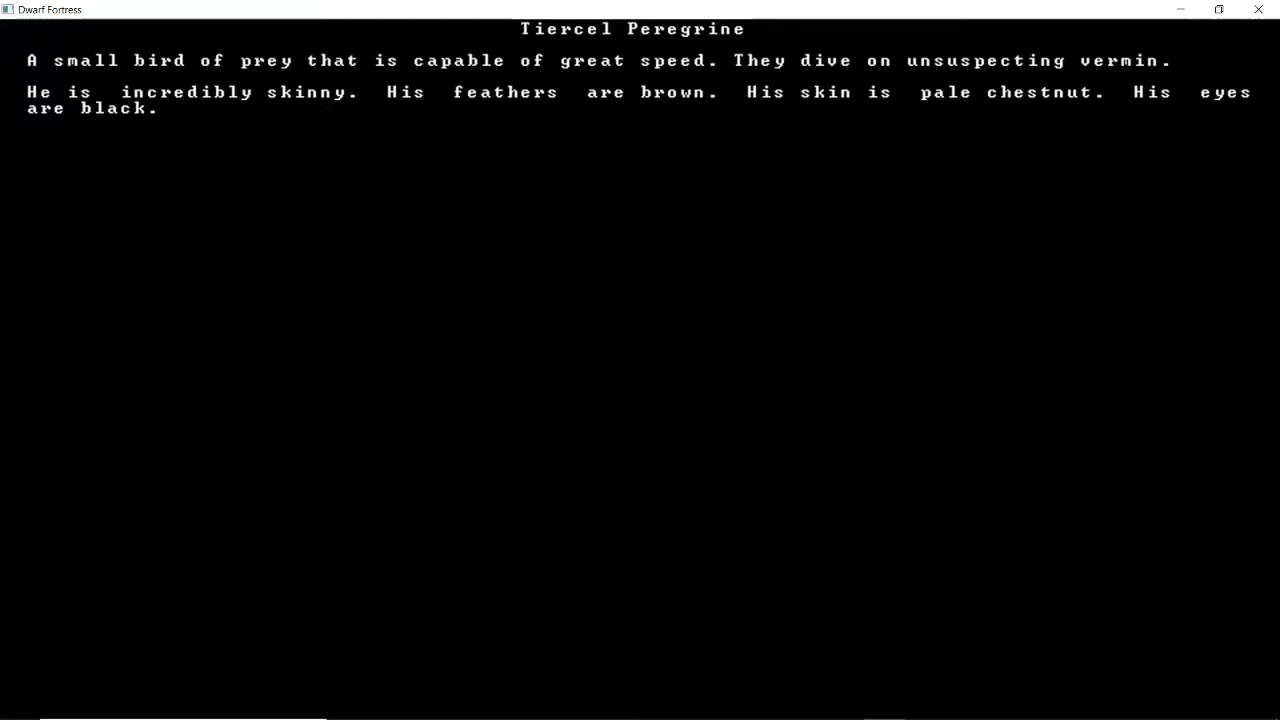 Dwarf Fortress
Tiercel Peregrine
A small bird of prey that is capable of great speed. They dive on unsuspecting vermin.
He is incredibly skinny. His feathers are brown. His skin is pale chestnut. His eyes
are black.